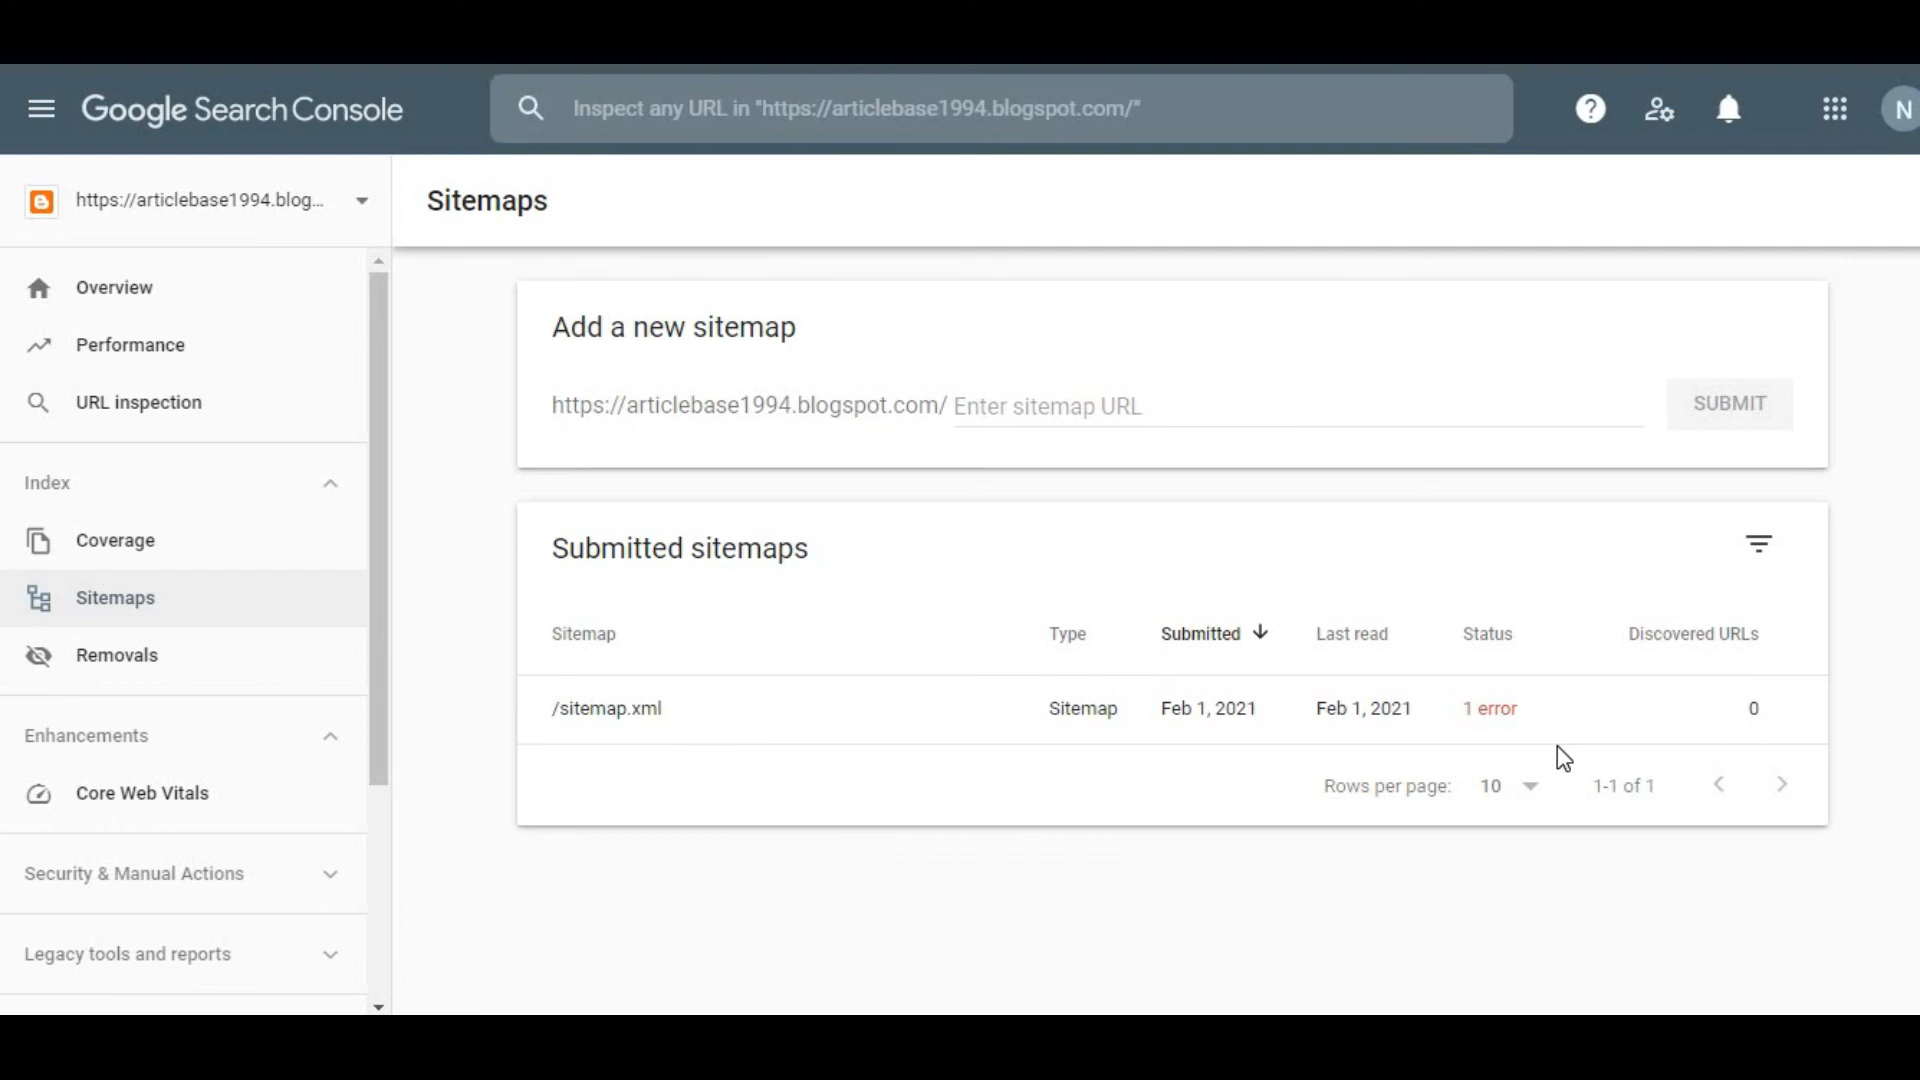 Google Search Console
Inspect any URL in "https://articlebase1994.blogspot.com/"
N
https://articlebase1994.blog...
Sitemaps
Overview
Performance
URL inspection
Index
Coverage
Sitemaps
Removals
Enhancements
Core Web Vitals
Security & Manual Actions
Legacy tools and reports
Add a new sitemap
https://articlebase1994.blogspot.com/ Enter sitemap URL
SUBMIT
Submitted sitemaps
Sitemap Type Submitted Last read Status Discovered URLs
/sitemap.xml Sitemap Feb 1, 2021 Feb 1, 2021 1 error 0
Rows per page: 10 1-1 of 1